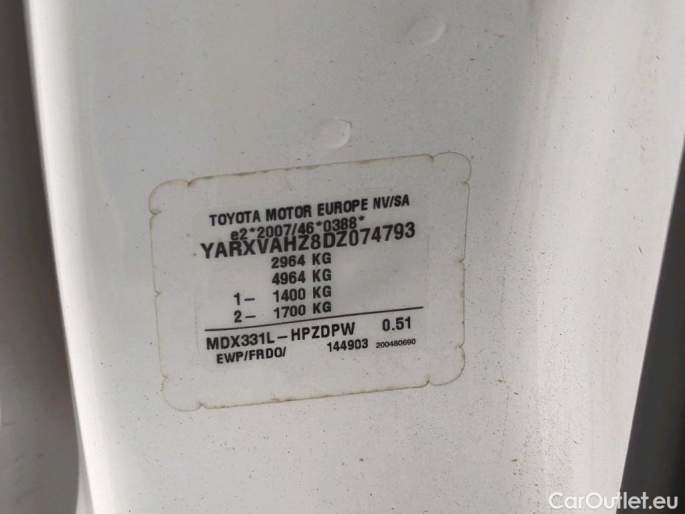 TOYOTA MOTOR EUROPE NV/SA
e2*2007/46*0388*
YARXVAHZ8DZ074793
2964 KG
4964 KG
1- 1400 KG
2- 1700 KG
MDX331L-HPZDPW 0.51
EWP/FRDO/ 144903 200480690
CarOutlet.eu